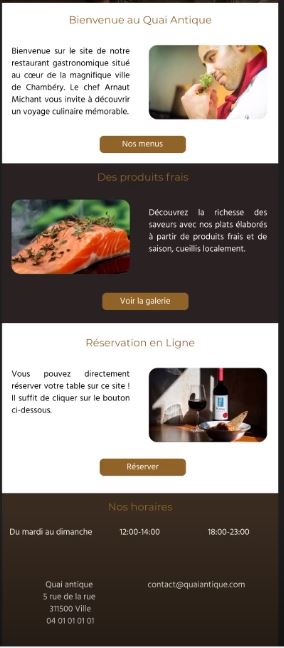 Bienvenue au Quai Antique
Bienvenue sur le site de notre
restaurant gastronomique situé
au cœur de la magnifique ville
de Chambéry. Le chef Arnaut
Michant vous invite à découvrir
un voyage culinaire mémorable.
Nos menus
Des produits frais
Découvrez la richesse des
saveurs avec nos plats élaborés
à partir de produits frais et de
saison, cueillis localement.
Voir la galerie
Réservation en Ligne
Vous pouvez directement
réserver votre table sur ce site !
Il suffit de cliquer sur le bouton
ci-dessous.
Réserver
Nos horaires
Du mardi au dimanche 12:00-14:00 18:00-23:00
Quai antique contact@quaiantique.com
5 rue de la rue
311500 Ville
04 01 01 01 01